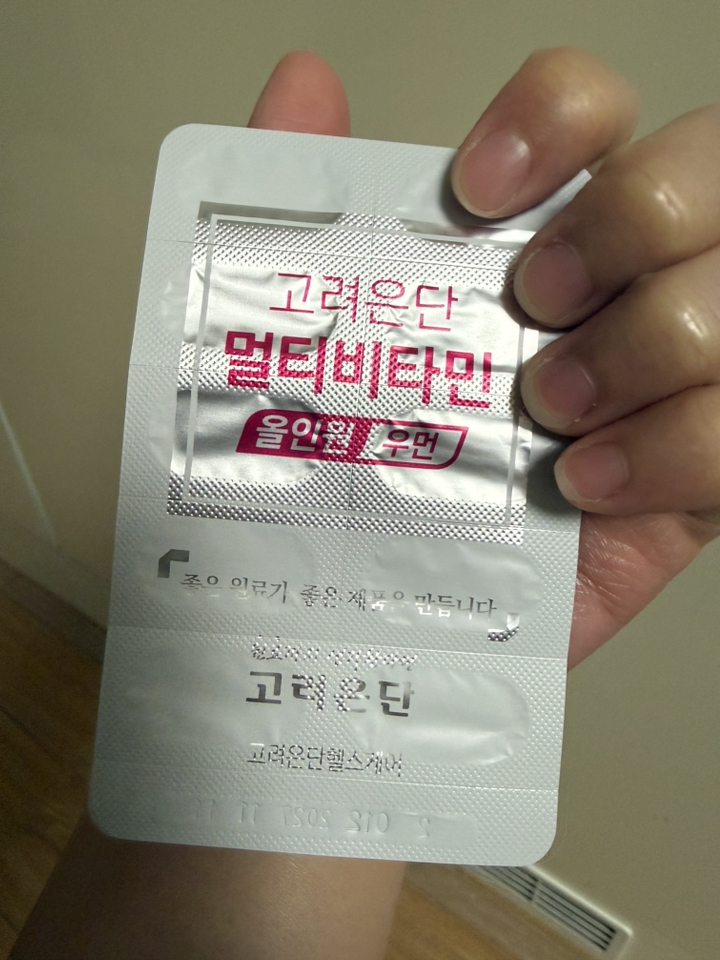 고려은단
멀티비타민
올인원 우먼
좋은 원료가 좋은 제품을 만듭니다
고려은단
고려은단헬스케어